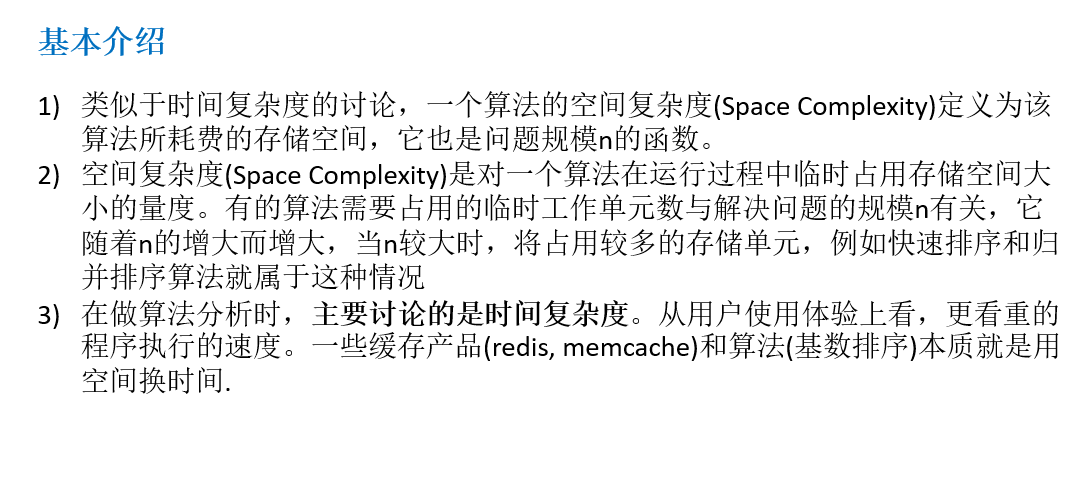 基本介绍
1) 类似于时间复杂度的讨论，一个算法的空间复杂度(Space Complexity)定义为该
算法所耗费的存储空间，它也是问题规模n的函数。
2) 空间复杂度(Space Complexity)是对一个算法在运行过程中临时占用存储空间大
小的量度。有的算法需要占用的临时工作单元数与解决问题的规模n有关，它
随着n的增大而增大，当n较大时，将占用较多的存储单元，例如快速排序和归
并排序算法就属于这种情况
3) 在做算法分析时，主要讨论的是时间复杂度。从用户使用体验上看，更看重的
程序执行的速度。一些缓存产品(redis, memcache)和算法(基数排序)本质就是用
空间换时间.